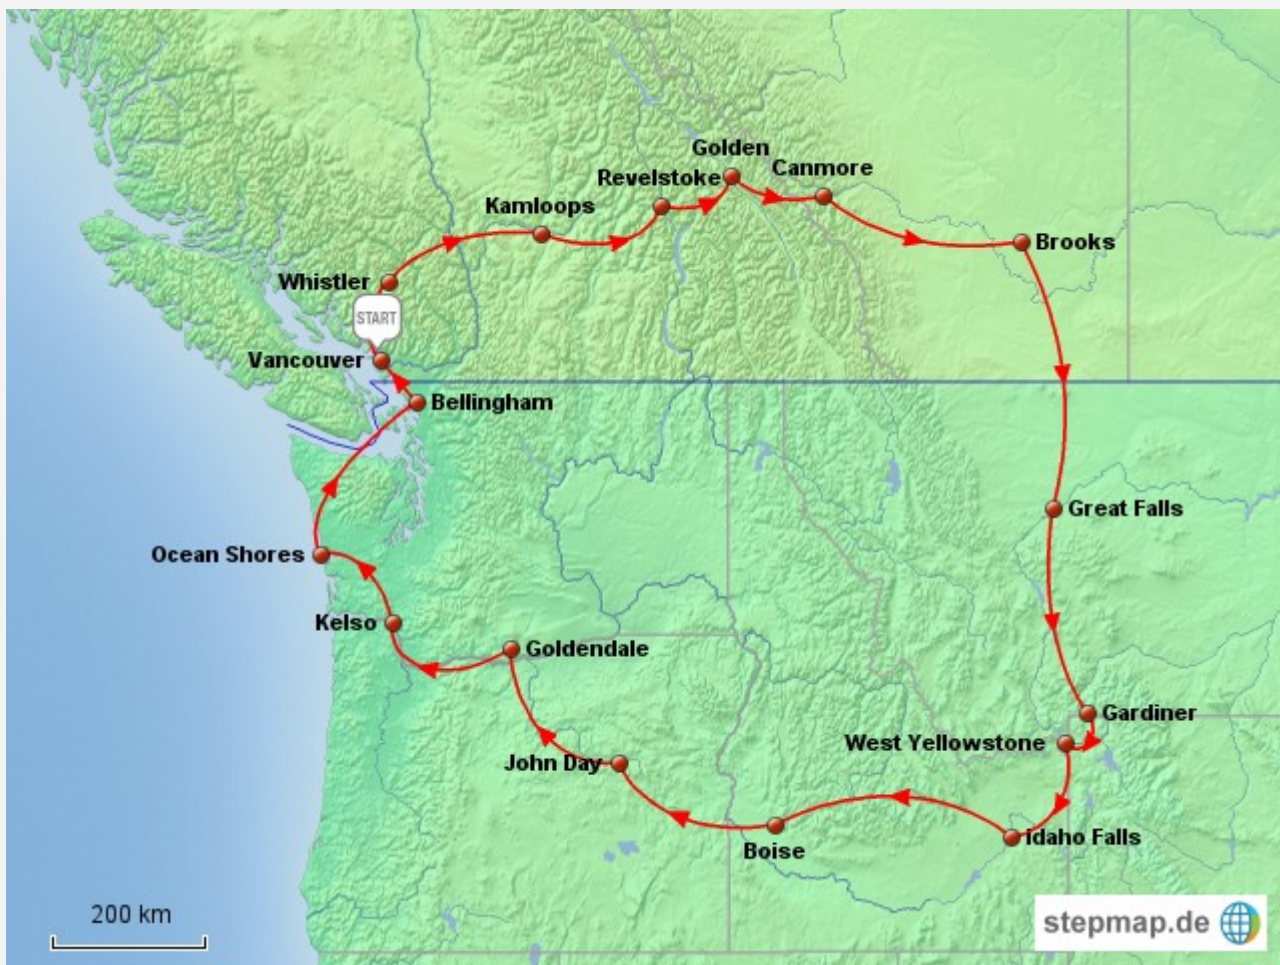 Golden
Canmore
Revelstoke
Kamloops
Brooks
Whistler
START
Vancouver
Bellingham
Great Falls
Ocean Shores
Kelso
Goldendale
Gardiner
West Yellowstone
John Day
idaho Falls
Boise
200 km
stepmap.de